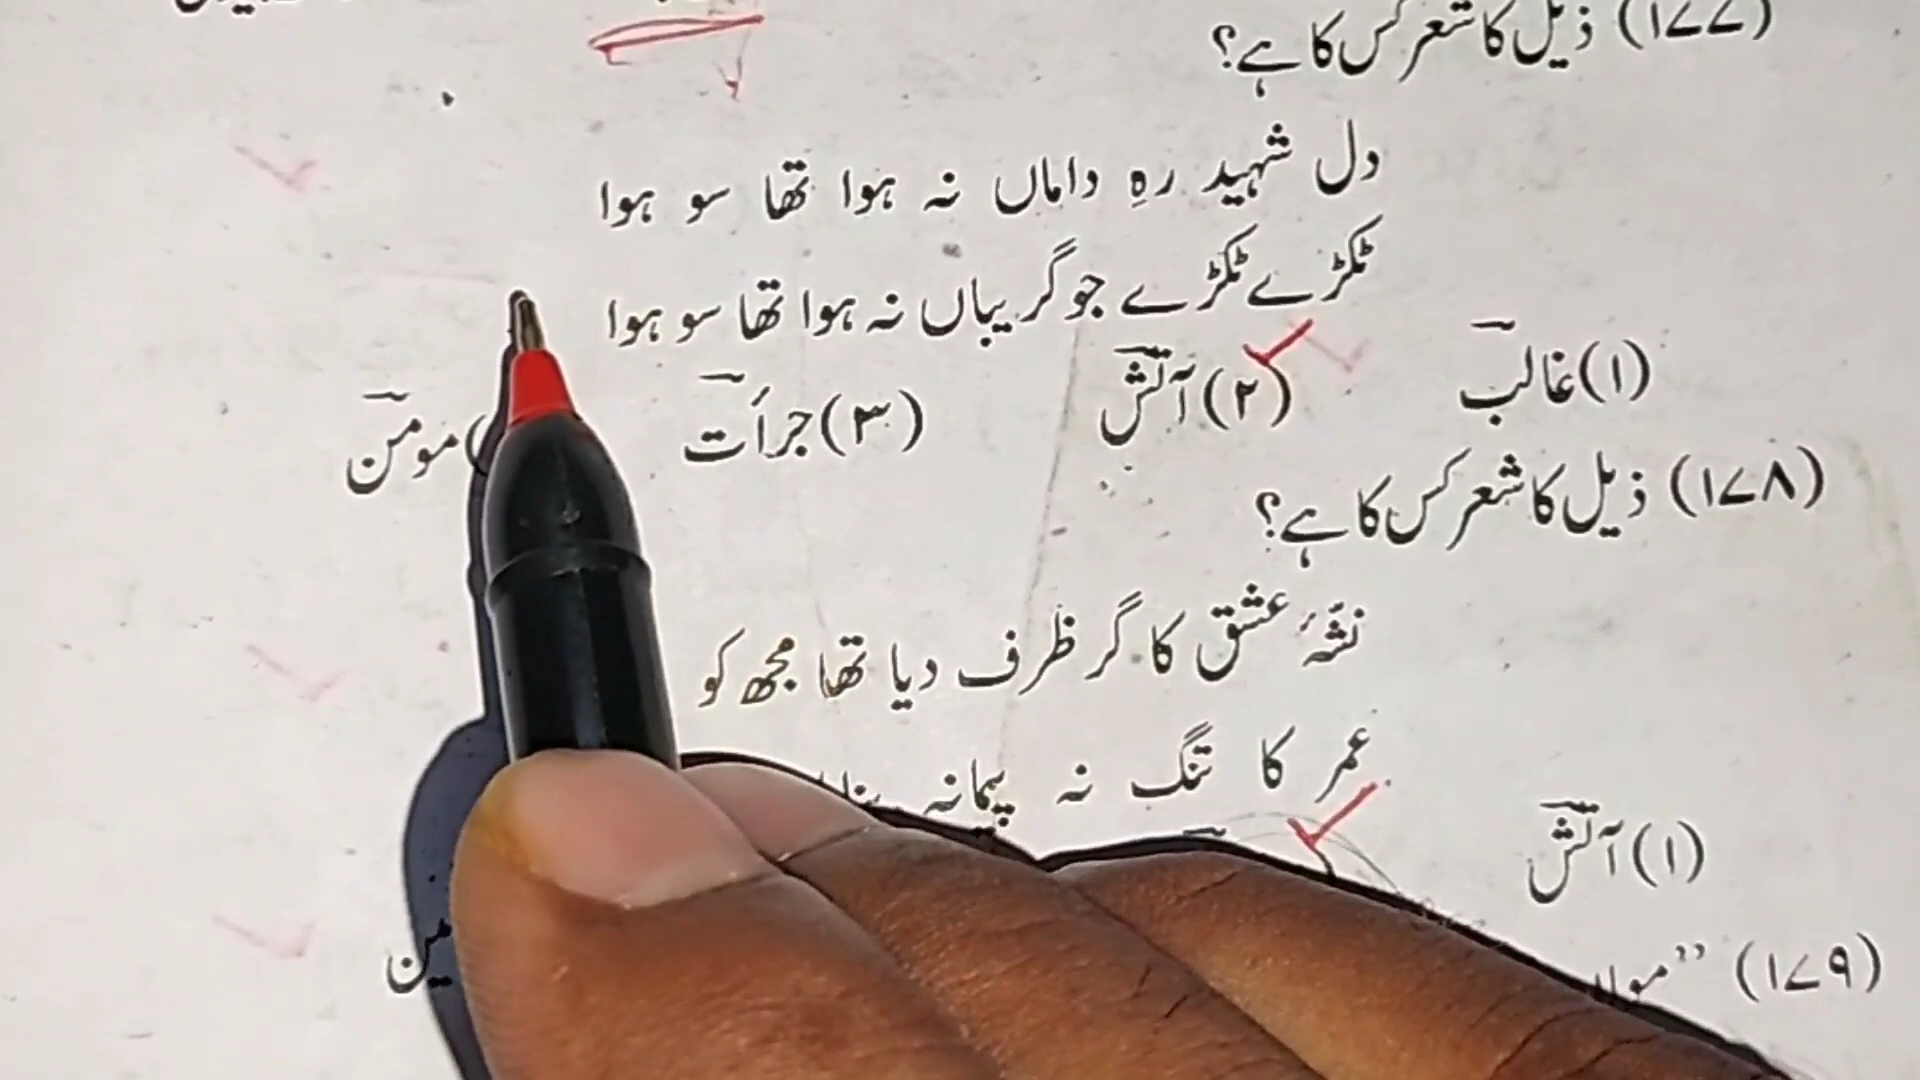 (۱۷۷) ذیل کا شعر کس کا ہے؟
دل شہید رہِ داماں نہ ہوا تھا سو ہوا
ٹکڑے ٹکڑے جو گریباں نہ ہوا تھا سو ہوا
(۱) غالب (۲) آتش (۳) جرأت ) مومن
(۱۷۸) ذیل کا شعر کس کا ہے؟
نشۂ عشق کا گر ظرف دیا تھا مجھ کو
عمر کا تنگ نہ پیمانہ
(۱) آتش
(۱۷۹) ”مولا